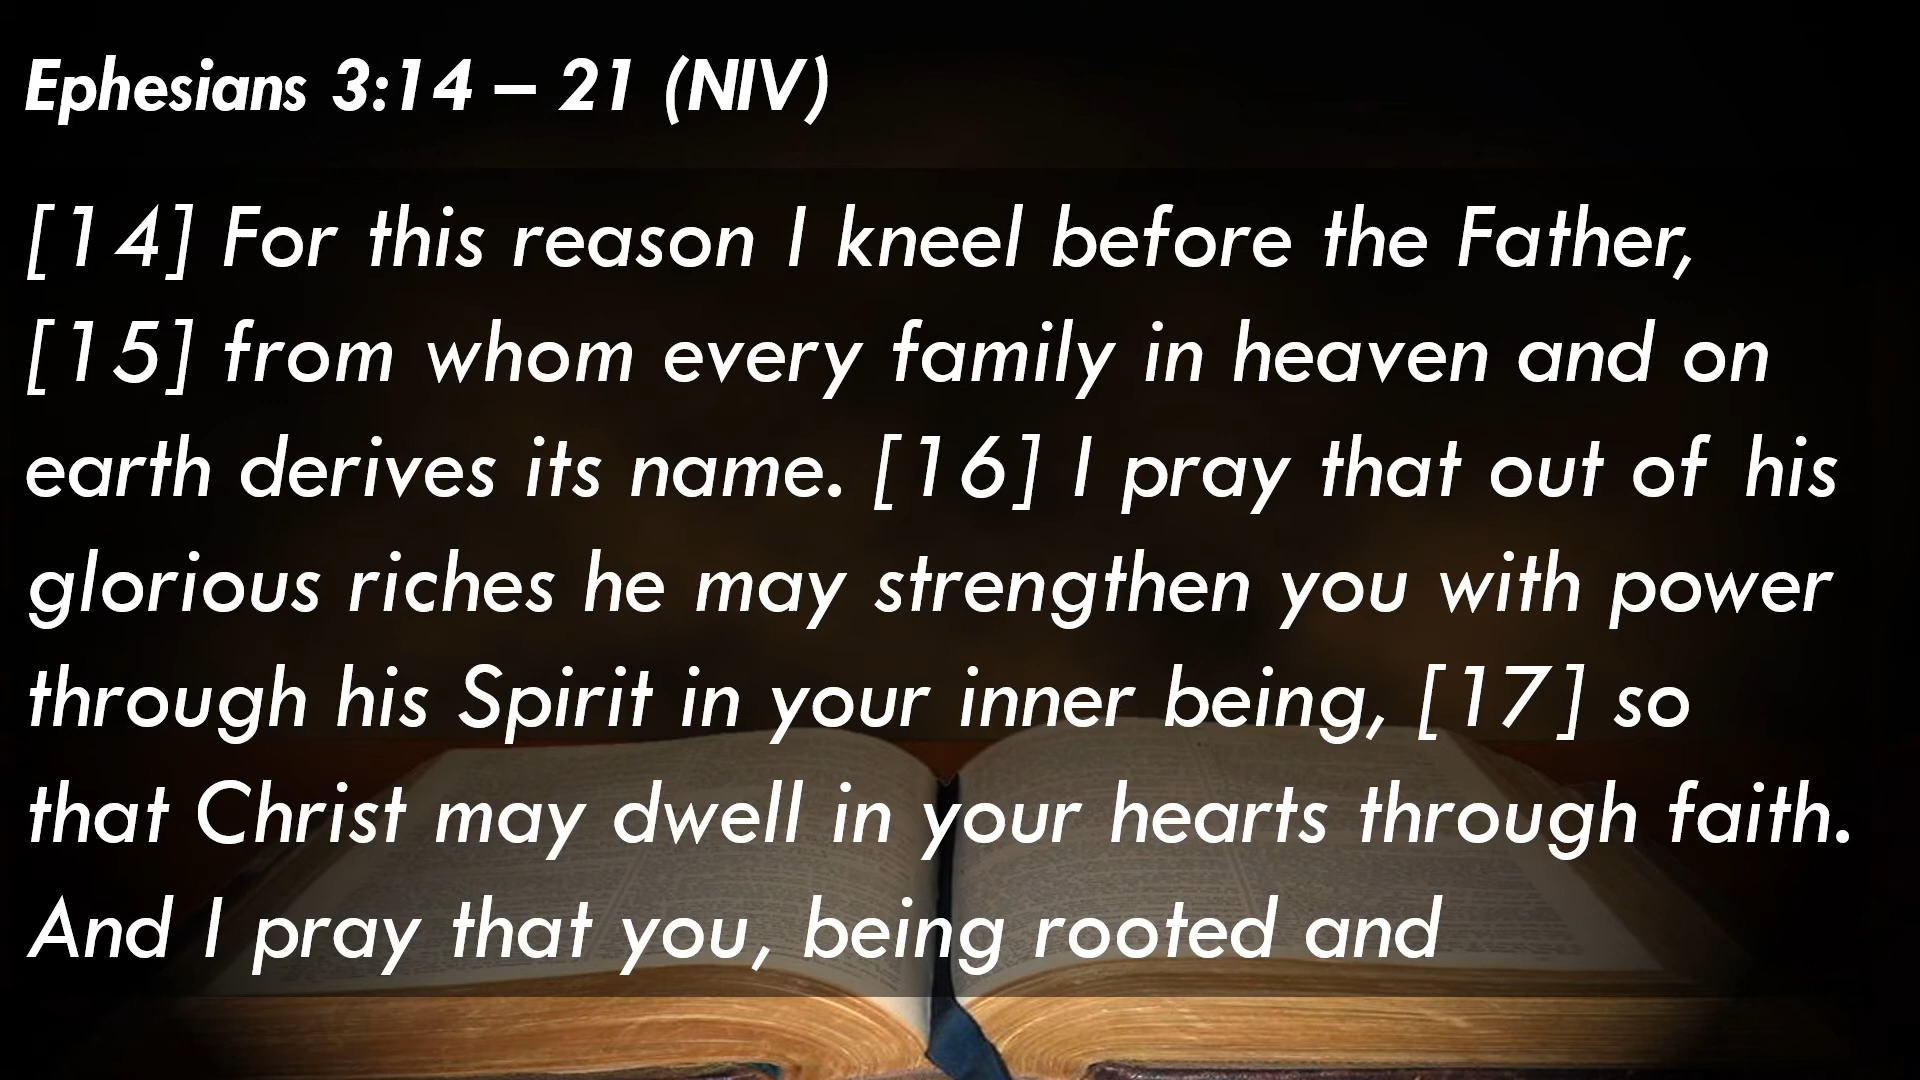 Ephesians 3:14 – 21 (NIV)
[14] For this reason I kneel before the Father,
[15] from whom every family in heaven and on
earth derives its name. [16] I pray that out of his
glorious riches he may strengthen you with power
through his Spirit in your inner being, [17] so
that Christ may dwell in your hearts through faith.
And I pray that you, being rooted and